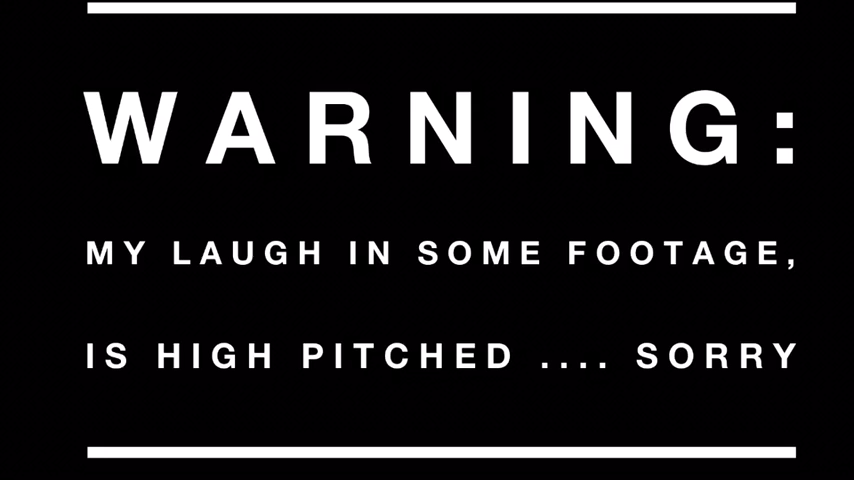 WARNING:
MY LAUGH IN SOME FOOTAGE,
IS HIGH PITCHED .... SORRY